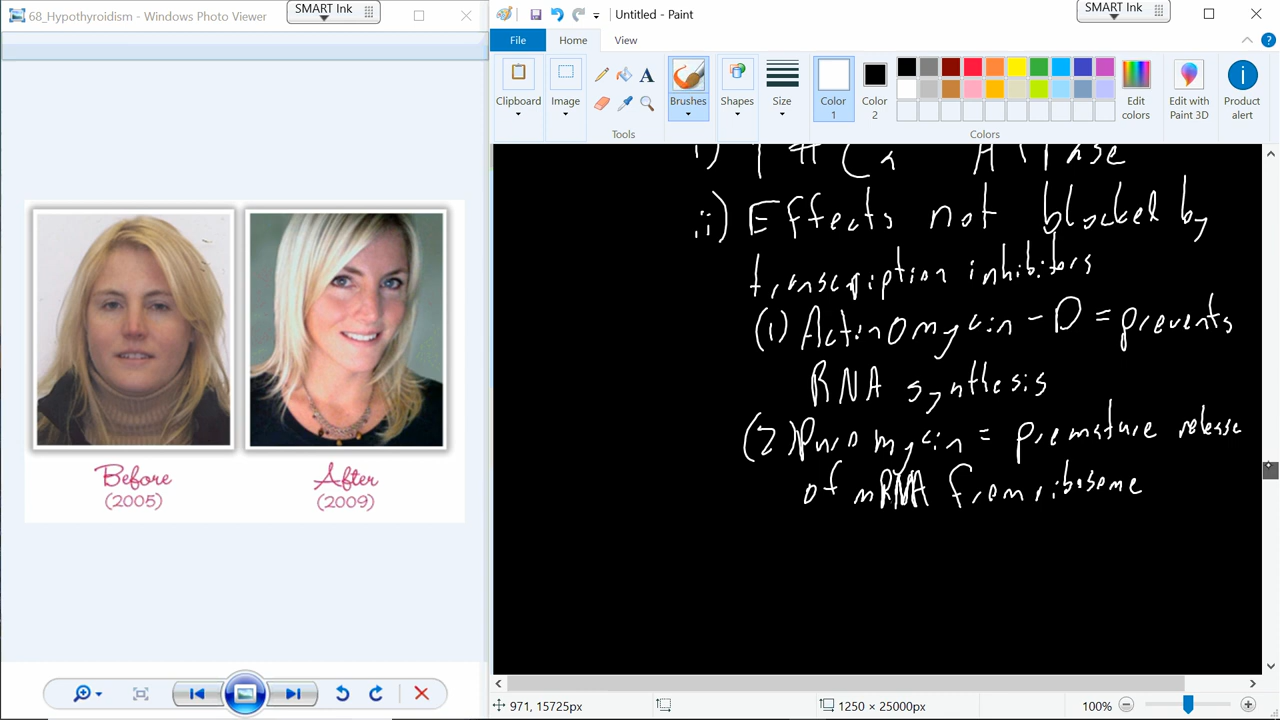 68_Hypothyroidism - Windows Photo Viewer
SMART Ink
Before
(2005)
After
(2009)
Untitled - Paint
SMART Ink
File
Home
View
Clipboard
Image
Tools
Brushes
Shapes
Size
Color 1
Color 2
Edit colors
Edit with Paint 3D
Product alert
Colors
i) ↑ # Ca ATPase
ii) Effects not blocked by
transcription inhibitors
(1) Actinomycin - D = prevents
RNA synthesis
(2) Puromycin = premature release
of mRNA from ribosome
971, 15725px
1250 × 25000px
100%